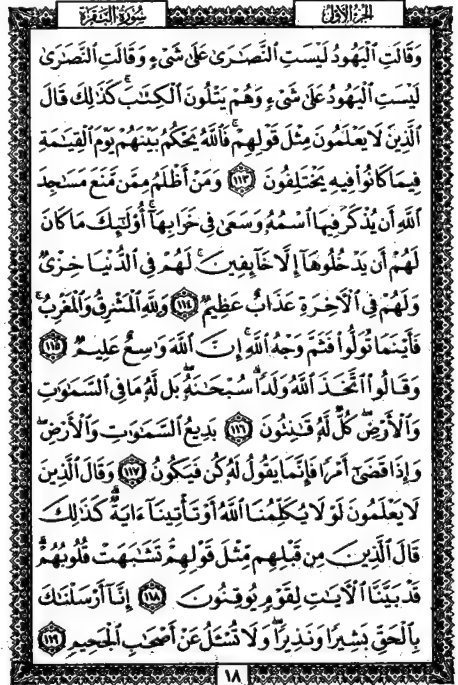 الجزء الأول
سورة البقرة
وَقَالَتِ ٱلْيَهُودُ لَيْسَتِ ٱلنَّصَٰرَىٰ عَلَىٰ شَىْءٍ وَقَالَتِ ٱلنَّصَٰرَىٰ
لَيْسَتِ ٱلْيَهُودُ عَلَىٰ شَىْءٍ وَهُمْ يَتْلُونَ ٱلْكِتَٰبَ ۗ كَذَٰلِكَ قَالَ
ٱلَّذِينَ لَا يَعْلَمُونَ مِثْلَ قَوْلِهِمْ ۚ فَٱللَّهُ يَحْكُمُ بَيْنَهُمْ يَوْمَ ٱلْقِيَٰمَةِ
فِيمَا كَانُوا۟ فِيهِ يَخْتَلِفُونَ ١١٣ وَمَنْ أَظْلَمُ مِمَّن مَّنَعَ مَسَٰجِدَ
ٱللَّهِ أَن يُذْكَرَ فِيهَا ٱسْمُهُۥ وَسَعَىٰ فِى خَرَابِهَآ ۚ أُو۟لَٰٓئِكَ مَا كَانَ
لَهُمْ أَن يَدْخُلُوهَآ إِلَّا خَآئِفِينَ ۚ لَهُمْ فِى ٱلدُّنْيَا خِزْىٌ
وَلَهُمْ فِى ٱلْءَاخِرَةِ عَذَابٌ عَظِيمٌ ١١٤ وَلِلَّهِ ٱلْمَشْرِقُ وَٱلْمَغْرِبُ ۚ
فَأَيْنَمَا تُوَلُّوا۟ فَثَمَّ وَجْهُ ٱللَّهِ ۚ إِنَّ ٱللَّهَ وَٰسِعٌ عَلِيمٌ ١١٥
وَقَالُوا۟ ٱتَّخَذَ ٱللَّهُ وَلَدًا ۗ سُبْحَٰنَهُۥ ۖ بَل لَّهُۥ مَا فِى ٱلسَّمَٰوَٰتِ
وَٱلْأَرْضِ ۖ كُلٌّ لَّهُۥ قَٰنِتُونَ ١١٦ بَدِيعُ ٱلسَّمَٰوَٰتِ وَٱلْأَرْضِ ۖ
وَإِذَا قَضَىٰٓ أَمْرًا فَإِنَّمَا يَقُولُ لَهُۥ كُن فَيَكُونُ ١١٧ وَقَالَ ٱلَّذِينَ
لَا يَعْلَمُونَ لَوْلَا يُكَلِّمُنَا ٱللَّهُ أَوْ تَأْتِينَآ ءَايَةٌ ۗ كَذَٰلِكَ
قَالَ ٱلَّذِينَ مِن قَبْلِهِم مِّثْلَ قَوْلِهِمْ ۘ تَشَٰبَهَتْ قُلُوبُهُمْ ۗ
قَدْ بَيَّنَّا ٱلْءَايَٰتِ لِقَوْمٍ يُوقِنُونَ ١١٨ إِنَّآ أَرْسَلْنَٰكَ
بِٱلْحَقِّ بَشِيرًا وَنَذِيرًا ۖ وَلَا تُسْـَٔلُ عَنْ أَصْحَٰبِ ٱلْجَحِيمِ ١١٩
١٨